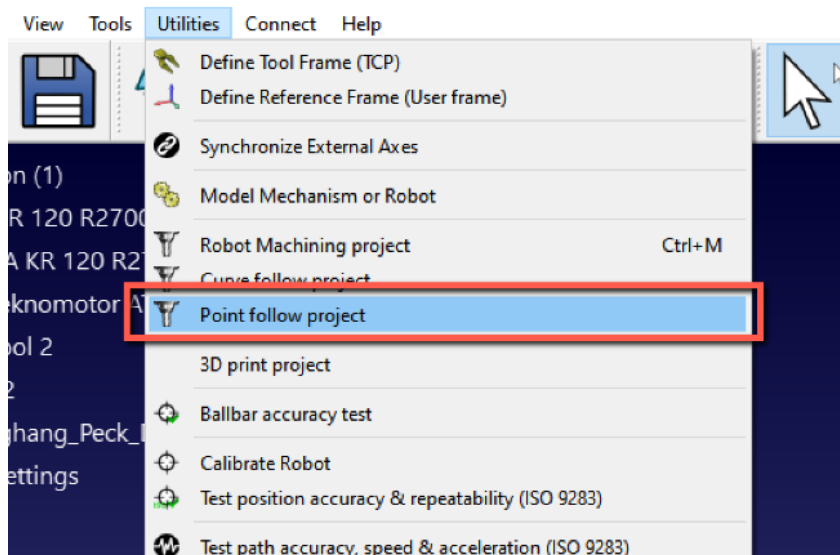 View Tools Utilities Connect Help
Define Tool Frame (TCP)
Define Reference Frame (User frame)
Synchronize External Axes
on (1)
Model Mechanism or Robot
R 120 R2700
Robot Machining project Ctrl+M
A KR 120 R27
Curve follow project
eknomotor AT
Point follow project
ool 2
3D print project
2
Ballbar accuracy test
ghang_Peck_
Calibrate Robot
ettings
Test position accuracy & repeatability (ISO 9283)
Test path accuracy, speed & acceleration (ISO 9283)